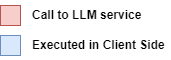 Call to LLM service
Executed in Client Side